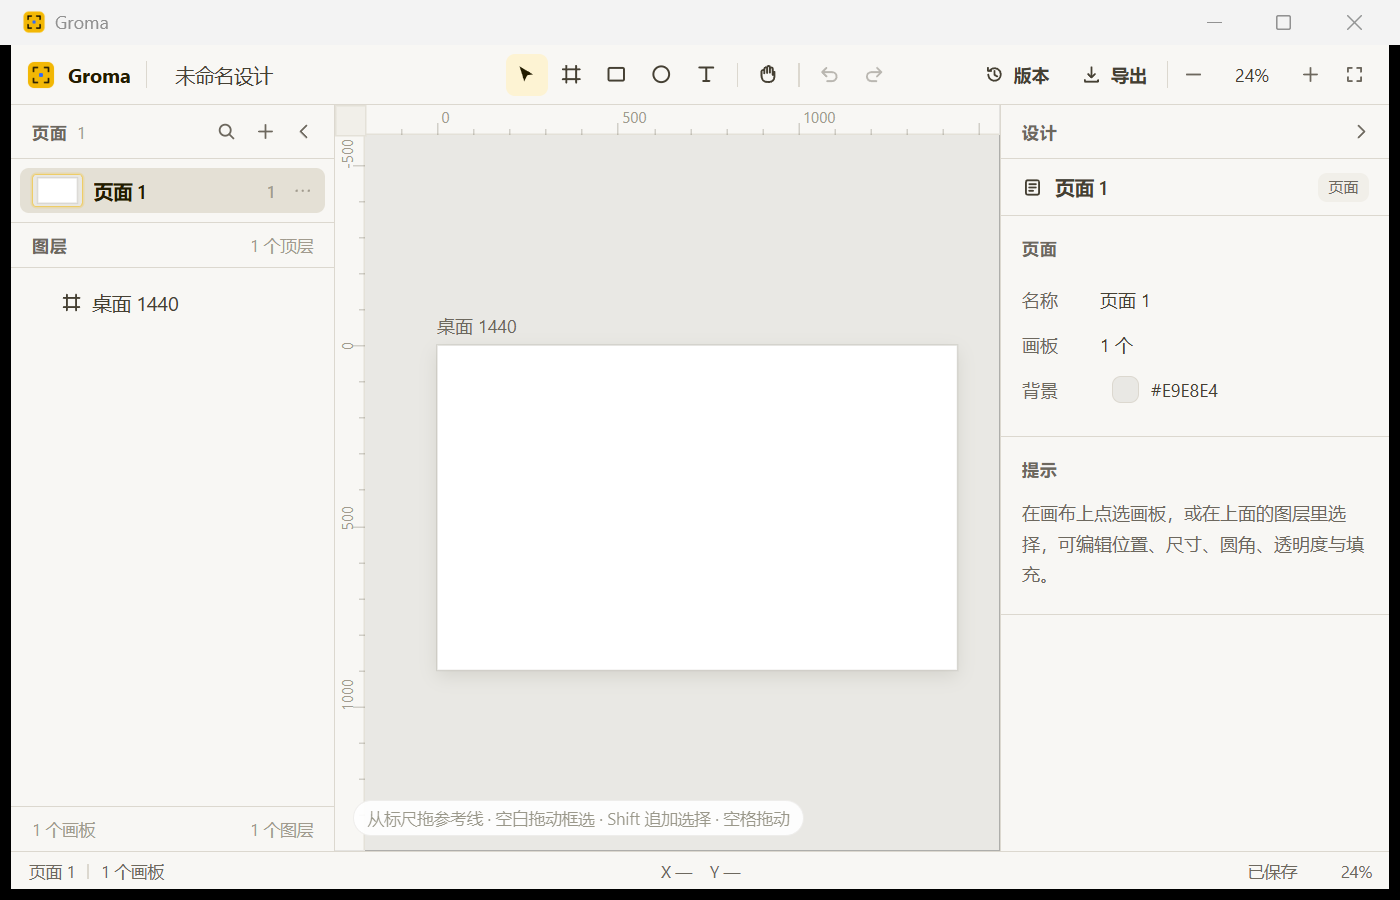 Groma
Groma
未命名设计
版本
导出
24%
页面 1
页面 1
1
···
图层
1 个顶层
桌面 1440
1 个画板
1 个图层
0
500
1000
-500
0
500
1000
桌面 1440
从标尺拖参考线 · 空白拖动框选 · Shift 追加选择 · 空格拖动
设计
页面 1
页面
页面
名称
页面 1
画板
1 个
背景
#E9E8E4
提示
在画布上点选画板，或在上面的图层里选
择，可编辑位置、尺寸、圆角、透明度与填
充。
页面 1
1 个画板
X —
Y —
已保存
24%